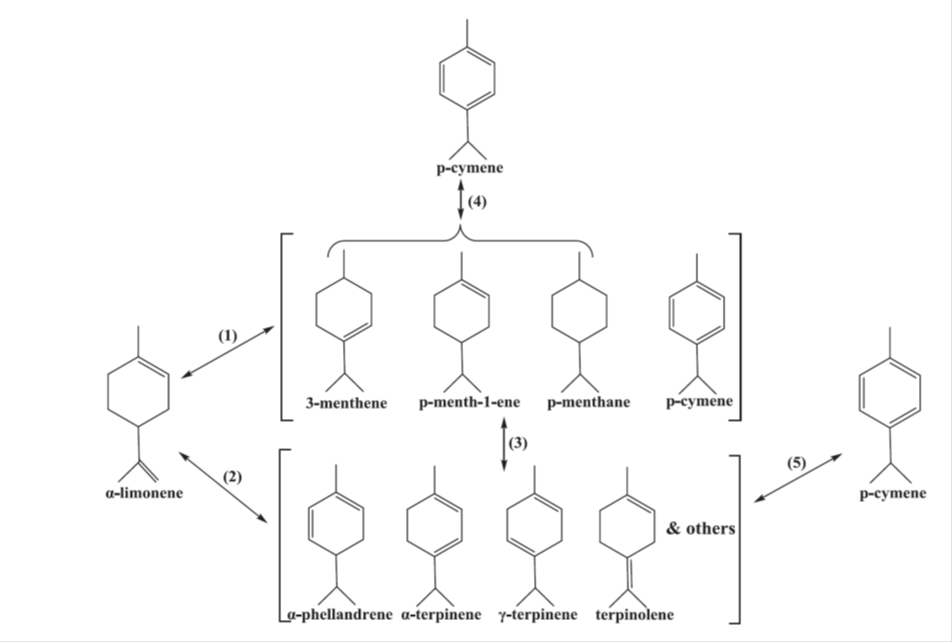 p-cymene
(4)
(1)
3-menthene p-menth-1-ene p-menthane p-cymene
(3)
α-limonene
(2)
(5)
p-cymene
& others
α-phellandrene α-terpinene γ-terpinene terpinolene